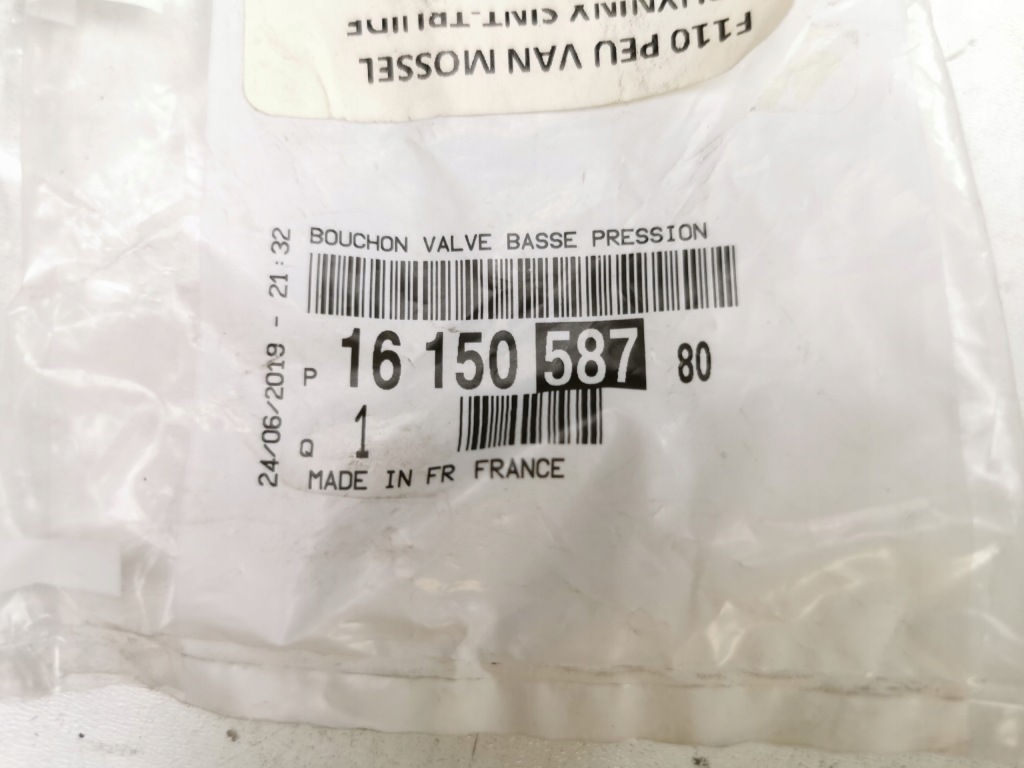 F110 PEU VAN MOSSEL
BOUCHON VALVE BASSE PRESSION
P 16 150 587 80
Q 1
MADE IN FR FRANCE
24/06/2019 - 21:32